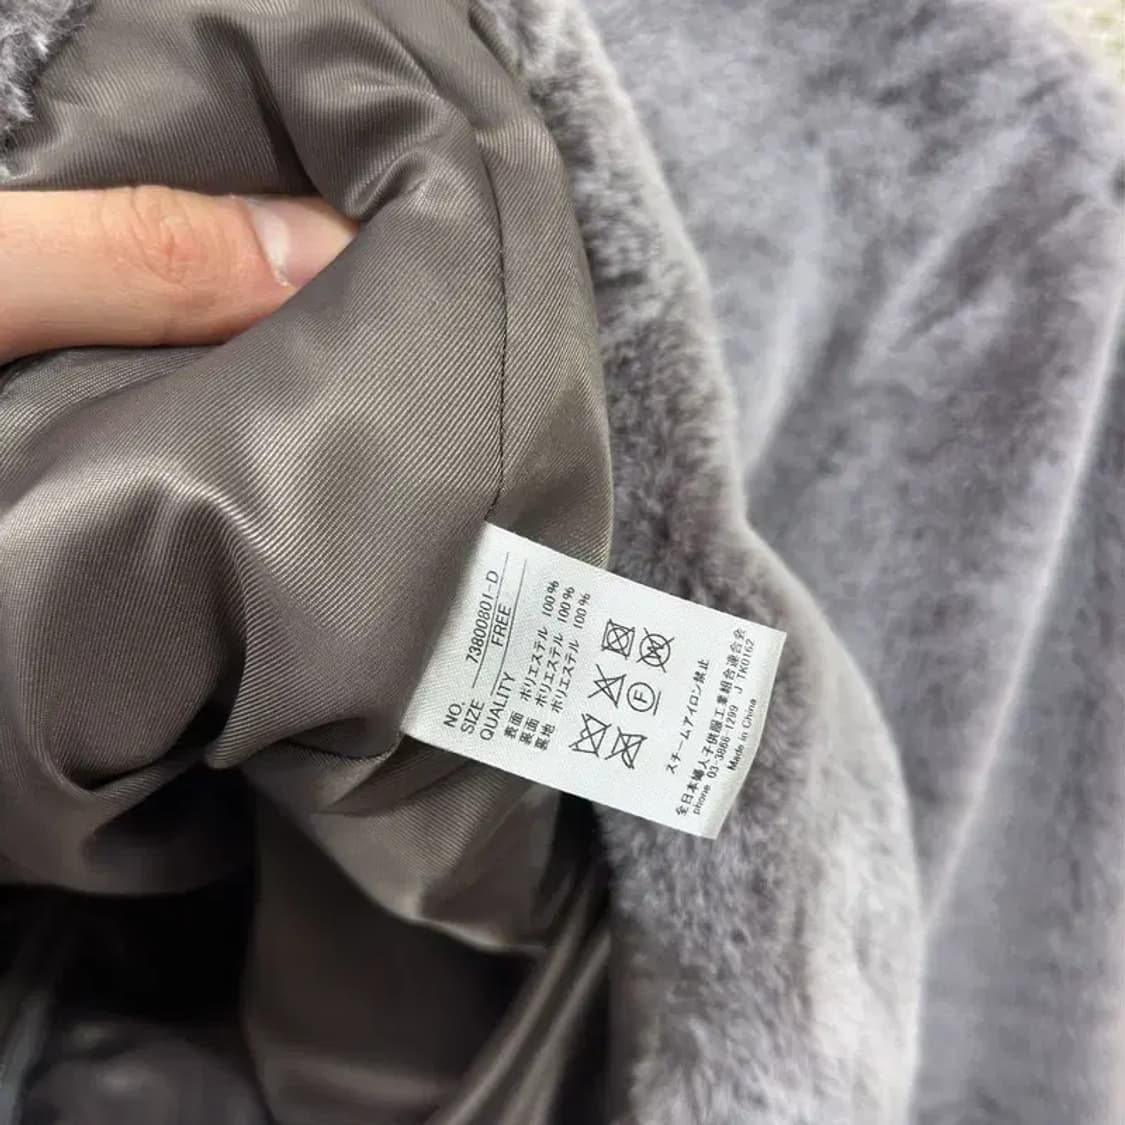 NO. 73800801-D
SIZE FREE
QUALITY
表面 ポリエステル 100%
裏面 ポリエステル 100%
裏地 ポリエステル 100%
F
スチームアイロン禁止
全日本婦人子供服工業組合連合会
phone 03-3866-1299 J TK0162
Made in China